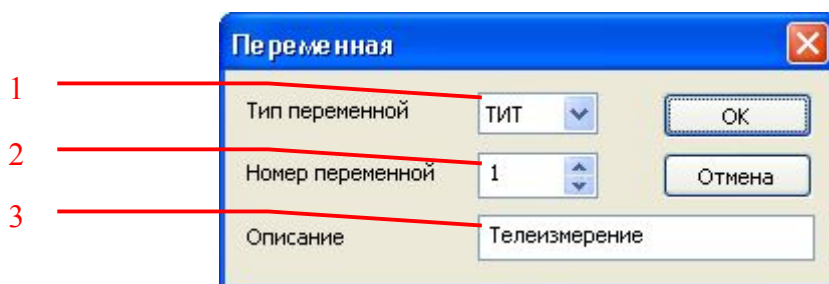 Переменная
1
Тип переменной ТИТ OK
2
Номер переменной 1 Отмена
3
Описание Телеизмерение